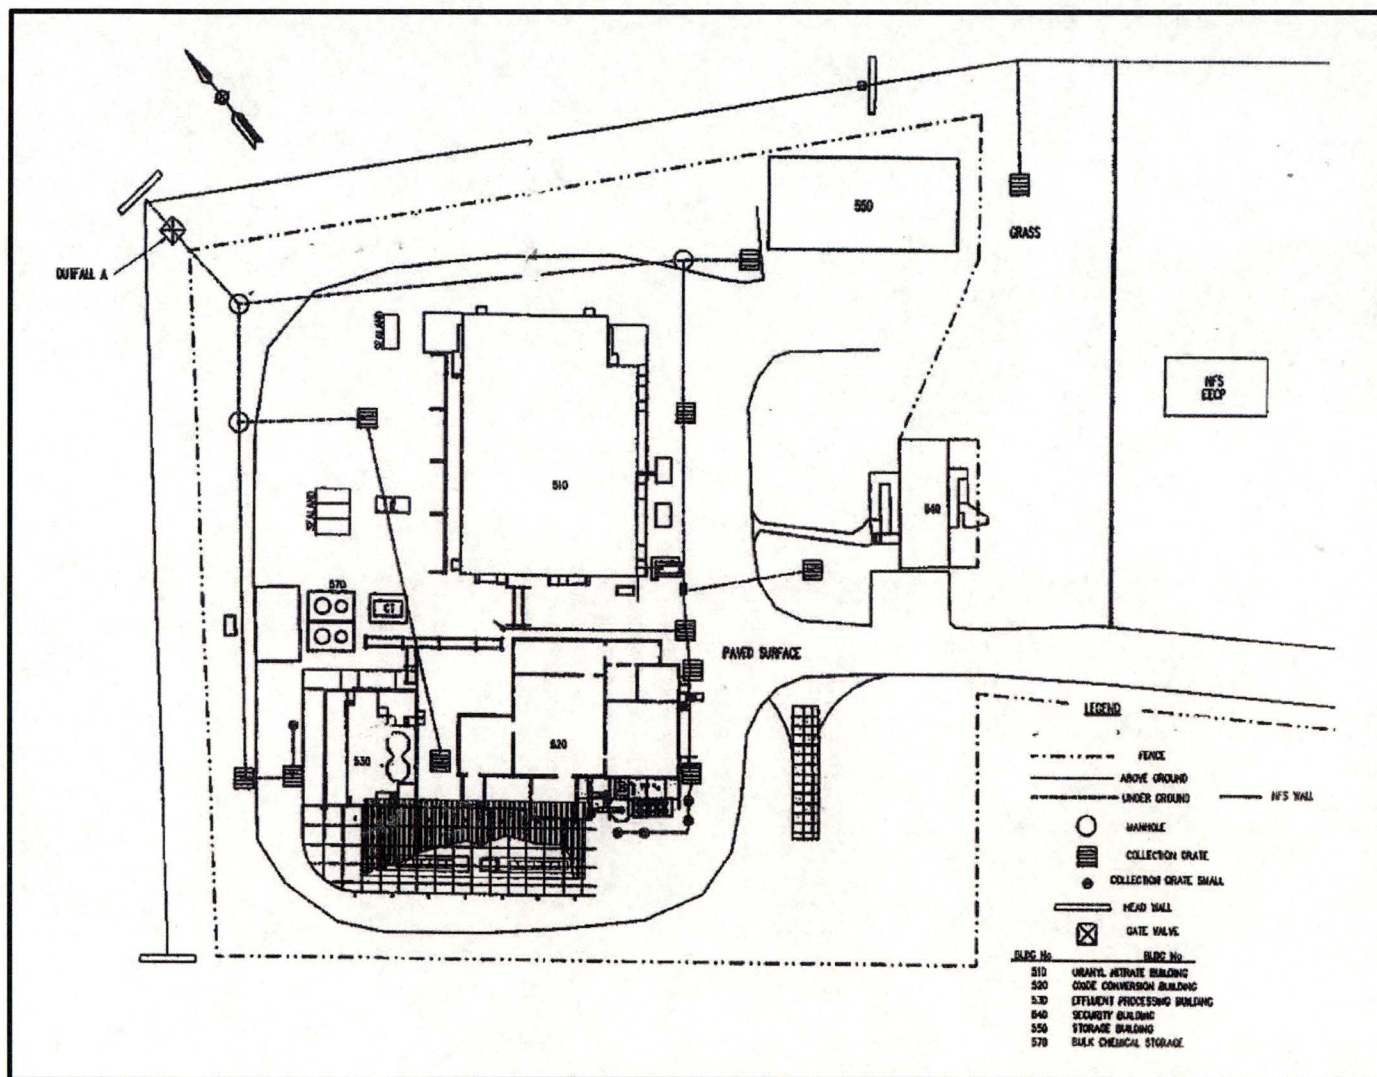 550
GRASS
OUTFALL A
SEALAND
NFS
EECP
510
SEALAND
540
570
CT
PAVED SURFACE
530
520
LEGEND
FENCE
ABOVE GROUND
UNDER GROUND
NFS WALL
MANHOLE
COLLECTION GRATE
COLLECTION GRATE SMALL
HEAD WALL
GATE VALVE
BLDG No
BLDG No
510 URANYL NITRATE BUILDING
520 OXIDE CONVERSION BUILDING
530 EFFLUENT PROCESSING BUILDING
540 SECURITY BUILDING
550 STORAGE BUILDING
570 BULK CHEMICAL STORAGE